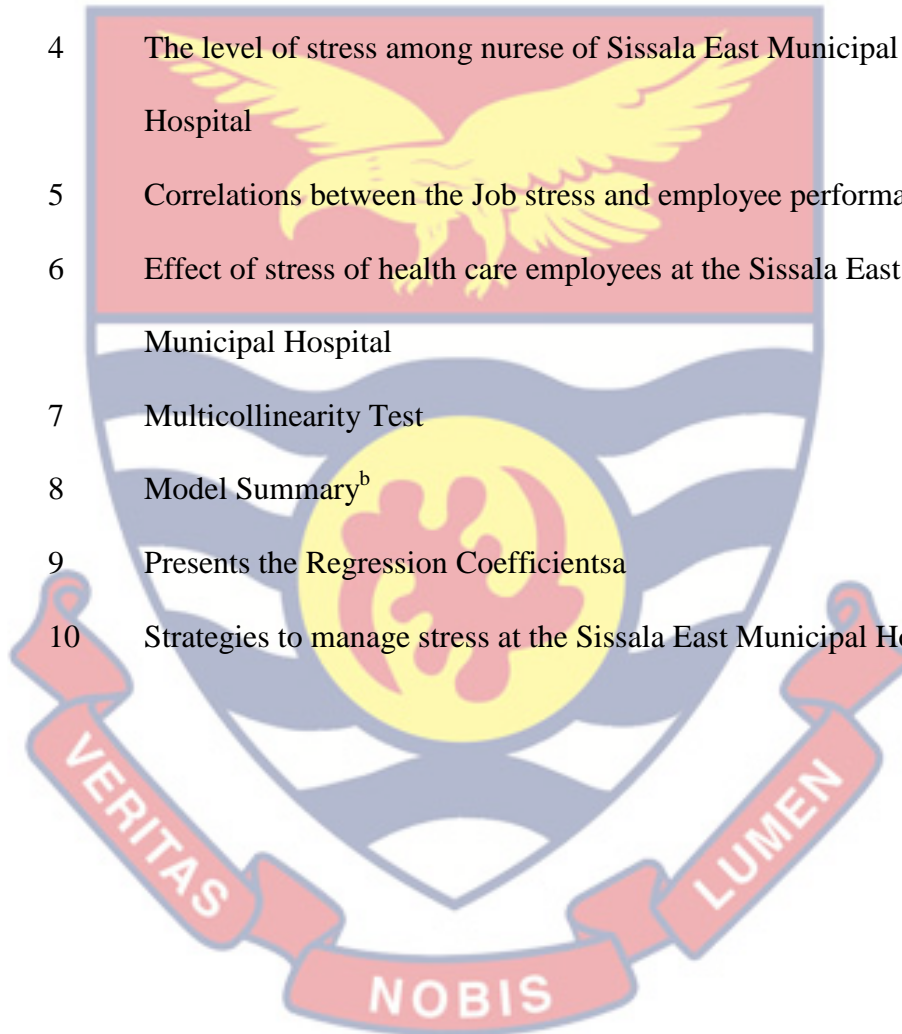 4 The level of stress among nurese of Sissala East Municipal
Hospital
5 Correlations between the Job stress and employee
6 Effect of stress of health care employees at the Sissala East
Municipal Hospital
7 Multicollinearity Test
8 Model Summaryb
9 Presents the Regression Coefficientsa
10 Strategies to manage stress at the Sissala East Municipal
VERITAS
NOBIS
LUMEN